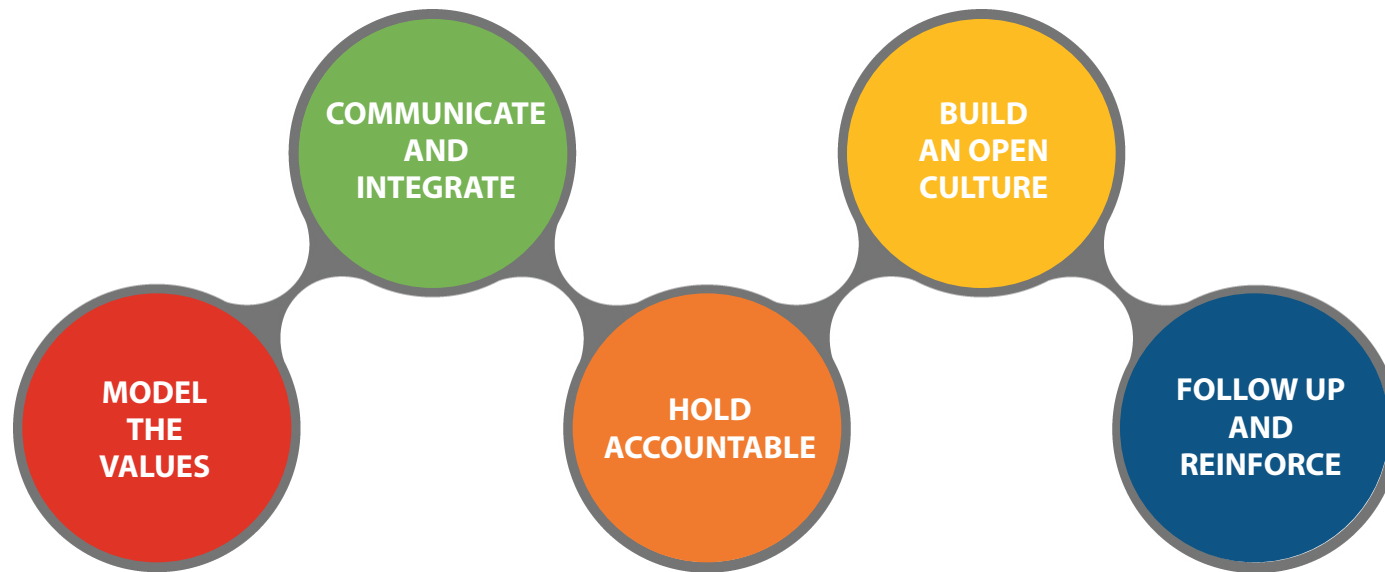 MODEL
THE
VALUES
COMMUNICATE
AND
INTEGRATE
HOLD
ACCOUNTABLE
BUILD
AN OPEN
CULTURE
FOLLOW UP
AND
REINFORCE